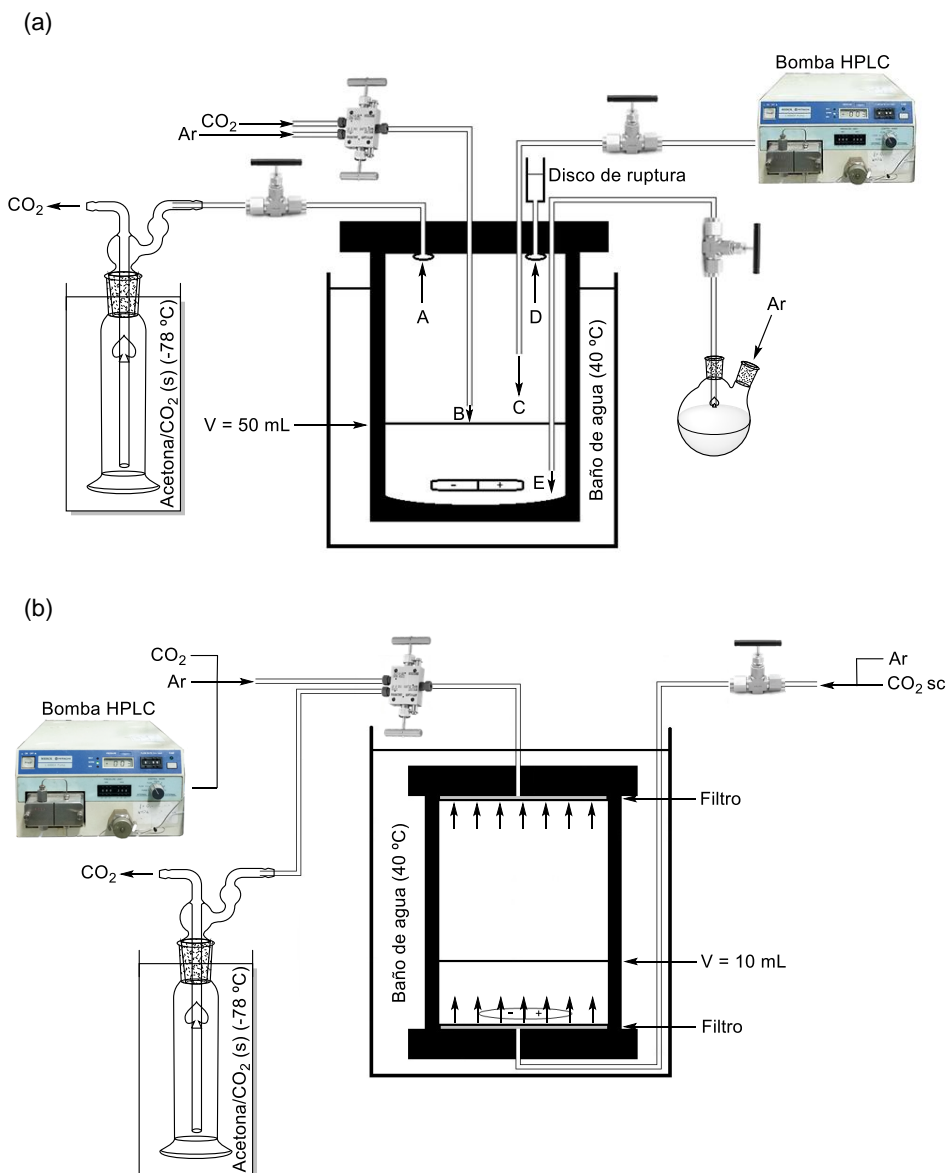 (a)
Bomba HPLC
CO₂
Ar
Disco de ruptura
CO₂
Acetona/CO₂ (s) (-78 ºC)
A
D
Ar
B
C
V = 50 mL
Baño de agua (40 ºC)
- +
E
(b)
CO₂
Ar
Ar
CO₂ sc
Bomba HPLC
Filtro
CO₂
Baño de agua (40 ºC)
V = 10 mL
- +
Filtro
Acetona/CO₂ (s) (-78 ºC)